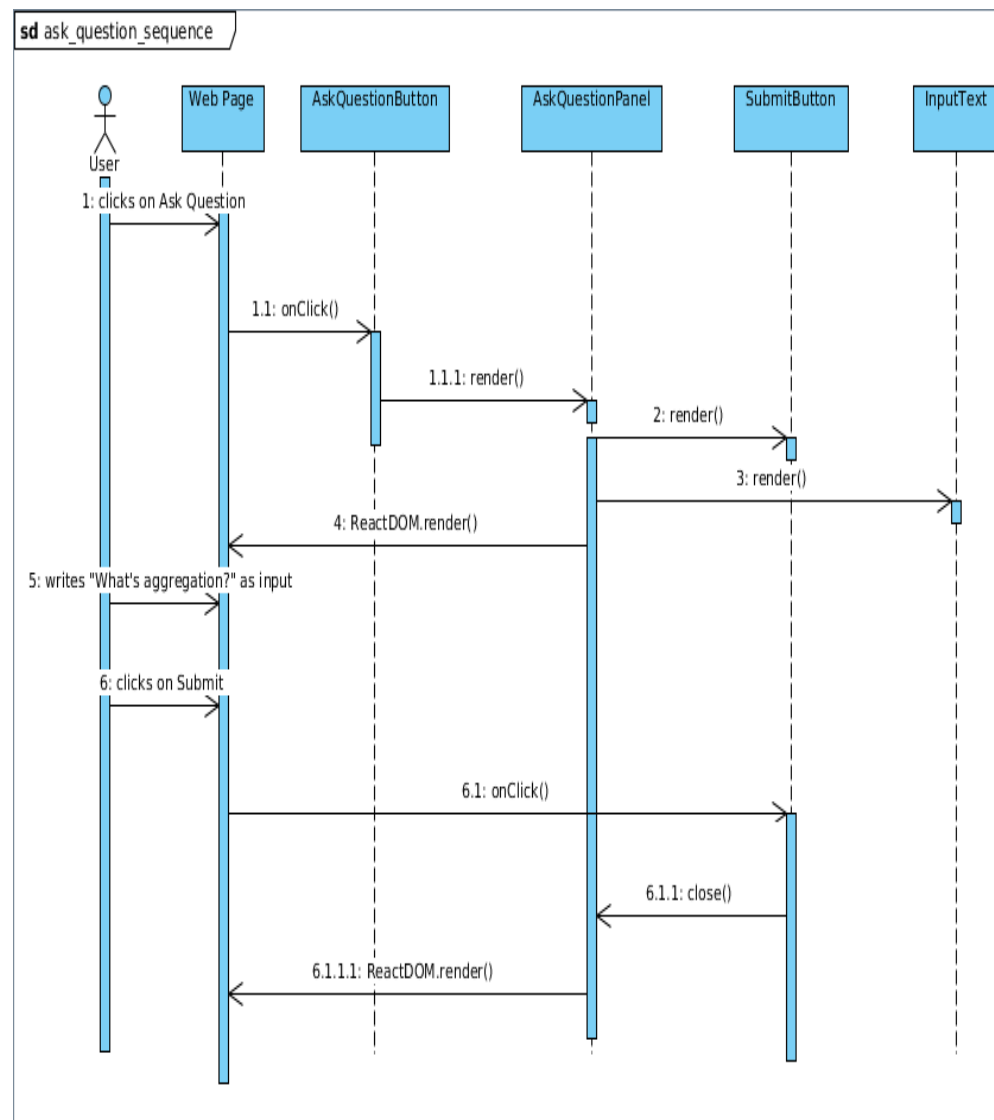 sd ask_question_sequence
Web Page
AskQuestionButton
AskQuestionPanel
SubmitButton
InputText
User
1: clicks on Ask Question
1.1: onClick()
1.1.1: render()
2: render()
3: render()
4: ReactDOM.render()
5: writes "What's aggregation?" as input
6: clicks on Submit
6.1: onClick()
6.1.1: close()
6.1.1.1: ReactDOM.render()